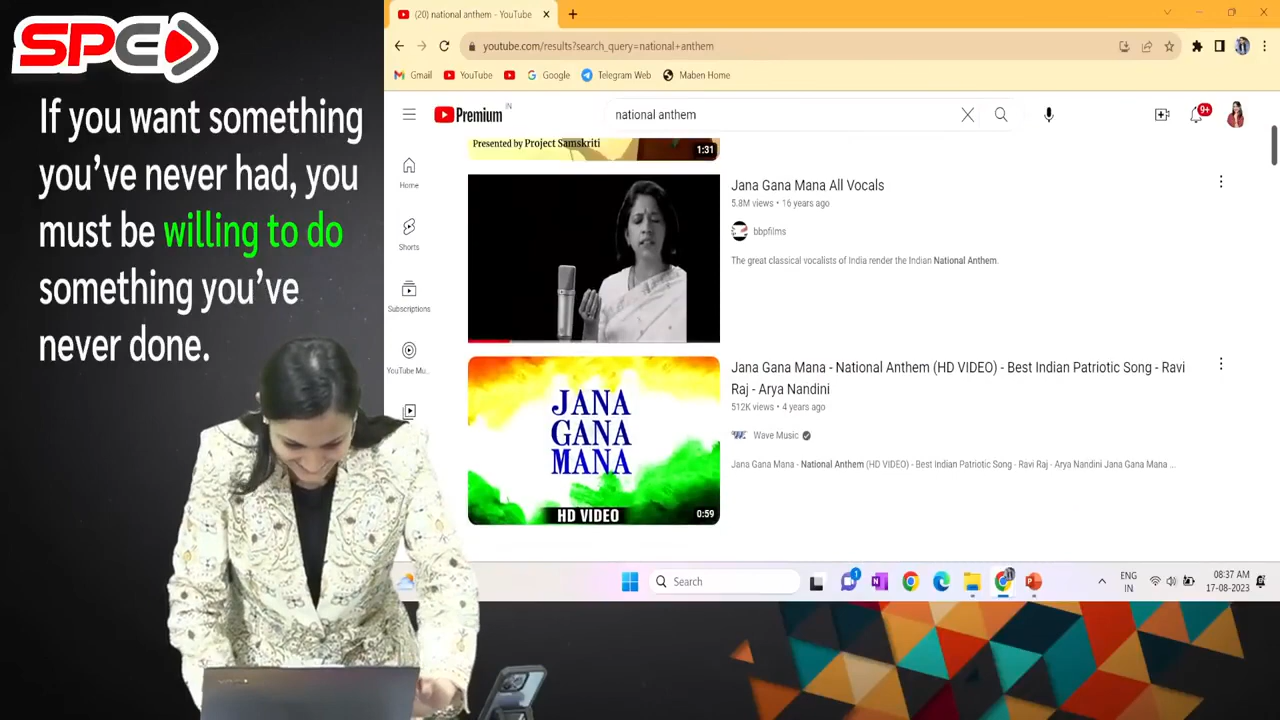 SPE
If you want something
you've never had, you
must be willing to do
something you've
never done.
(20) national anthem - YouTube
youtube.com/results?search_query=national+anthem
Gmail
YouTube
Google
Telegram Web
Maben Home
Premium
IN
national anthem
9+
Home
Shorts
Subscriptions
YouTube Mu...
Presented by Project Samskriti
1:31
Jana Gana Mana All Vocals
5.8M views • 16 years ago
bbpfilms
The great classical vocalists of India render the Indian National Anthem.
JANA
GANA
MANA
HD VIDEO
0:59
Jana Gana Mana - National Anthem (HD VIDEO) - Best Indian Patriotic Song - Ravi
Raj - Arya Nandini
512K views • 4 years ago
Wave Music
Jana Gana Mana - National Anthem (HD VIDEO) - Best Indian Patriotic Song - Ravi Raj - Arya Nandini Jana Gana Mana ...
Search
ENG
IN
08:37 AM
17-08-2023